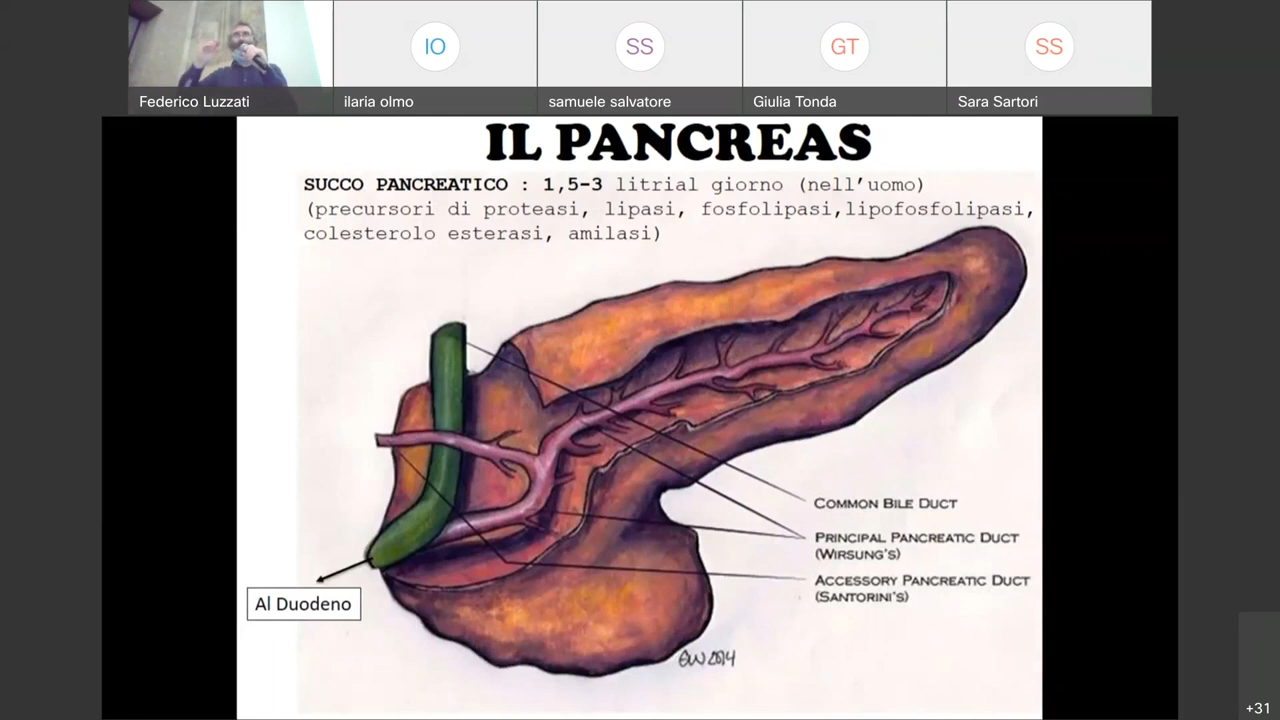 IO
SS
GT
SS
Federico Luzzati
ilaria olmo
samuele salvatore
Giulia Tonda
Sara Sartori
IL PANCREAS
SUCCO PANCREATICO : 1,5-3 litrial giorno (nell'uomo)
(precursori di proteasi, lipasi, fosfolipasi,lipofosfolipasi,
colesterolo esterasi, amilasi)
COMMON BILE DUCT
PRINCIPAL PANCREATIC DUCT
(WIRSUNG'S)
ACCESSORY PANCREATIC DUCT
(SANTORINI'S)
Al Duodeno
2014
+31